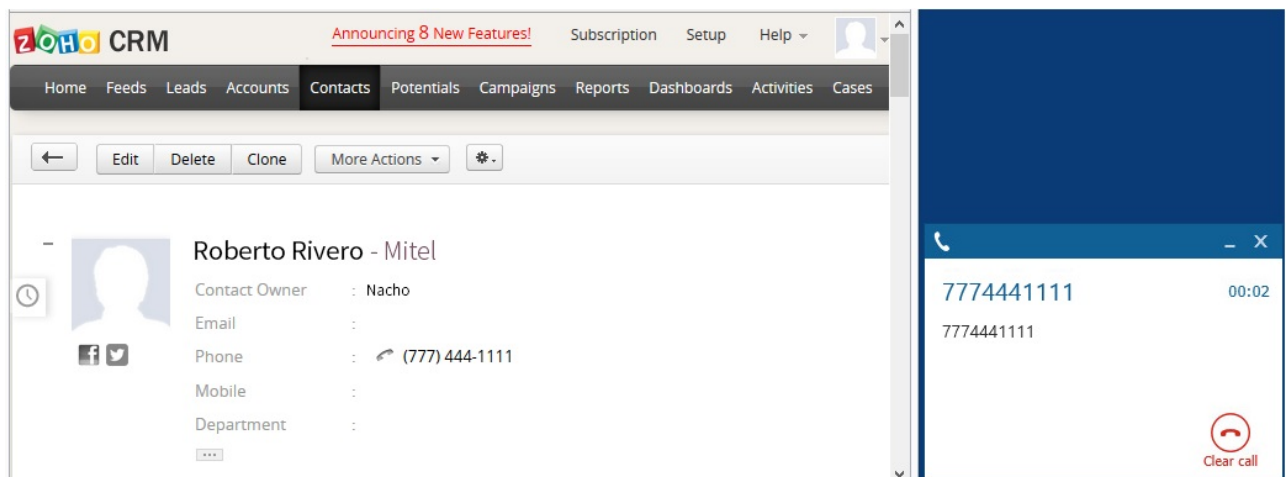 ZOHO CRM
Announcing 8 New Features!
Subscription Setup Help
Home Feeds Leads Accounts Contacts Potentials Campaigns Reports Dashboards Activities Cases
Edit Delete Clone More Actions
Roberto Rivero - Mitel
Contact Owner : Nacho
Email :
Phone : (777) 444-1111
Mobile :
Department :
...
7774441111 00:02
7774441111
Clear call